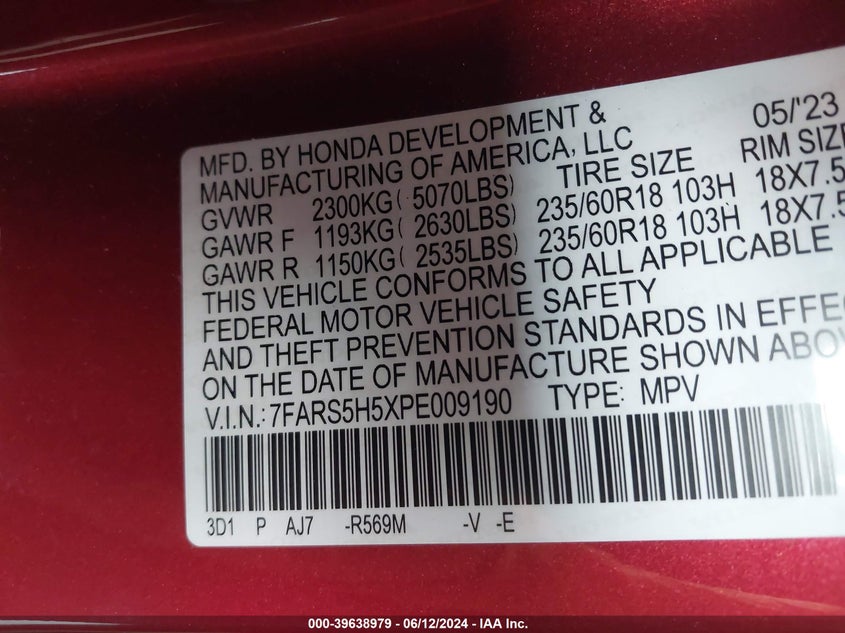 05/'23
MFD. BY HONDA DEVELOPMENT &
MANUFACTURING OF AMERICA, LLC
TIRE SIZE RIM SIZE
GVWR 2300KG( 5070LBS)
GAWR F 1193KG( 2630LBS) 235/60R18 103H 18X7.5
GAWR R 1150KG( 2535LBS) 235/60R18 103H 18X7.5
THIS VEHICLE CONFORMS TO ALL APPLICABLE
FEDERAL MOTOR VEHICLE SAFETY
AND THEFT PREVENTION STANDARDS IN EFFEC
ON THE DATE OF MANUFACTURE SHOWN ABOV
V.I.N.:7FARS5H5XPE009190 TYPE: MPV
3D1 P AJ7 -R569M -V -E
000-39638979 - 06/12/2024 - IAA Inc.